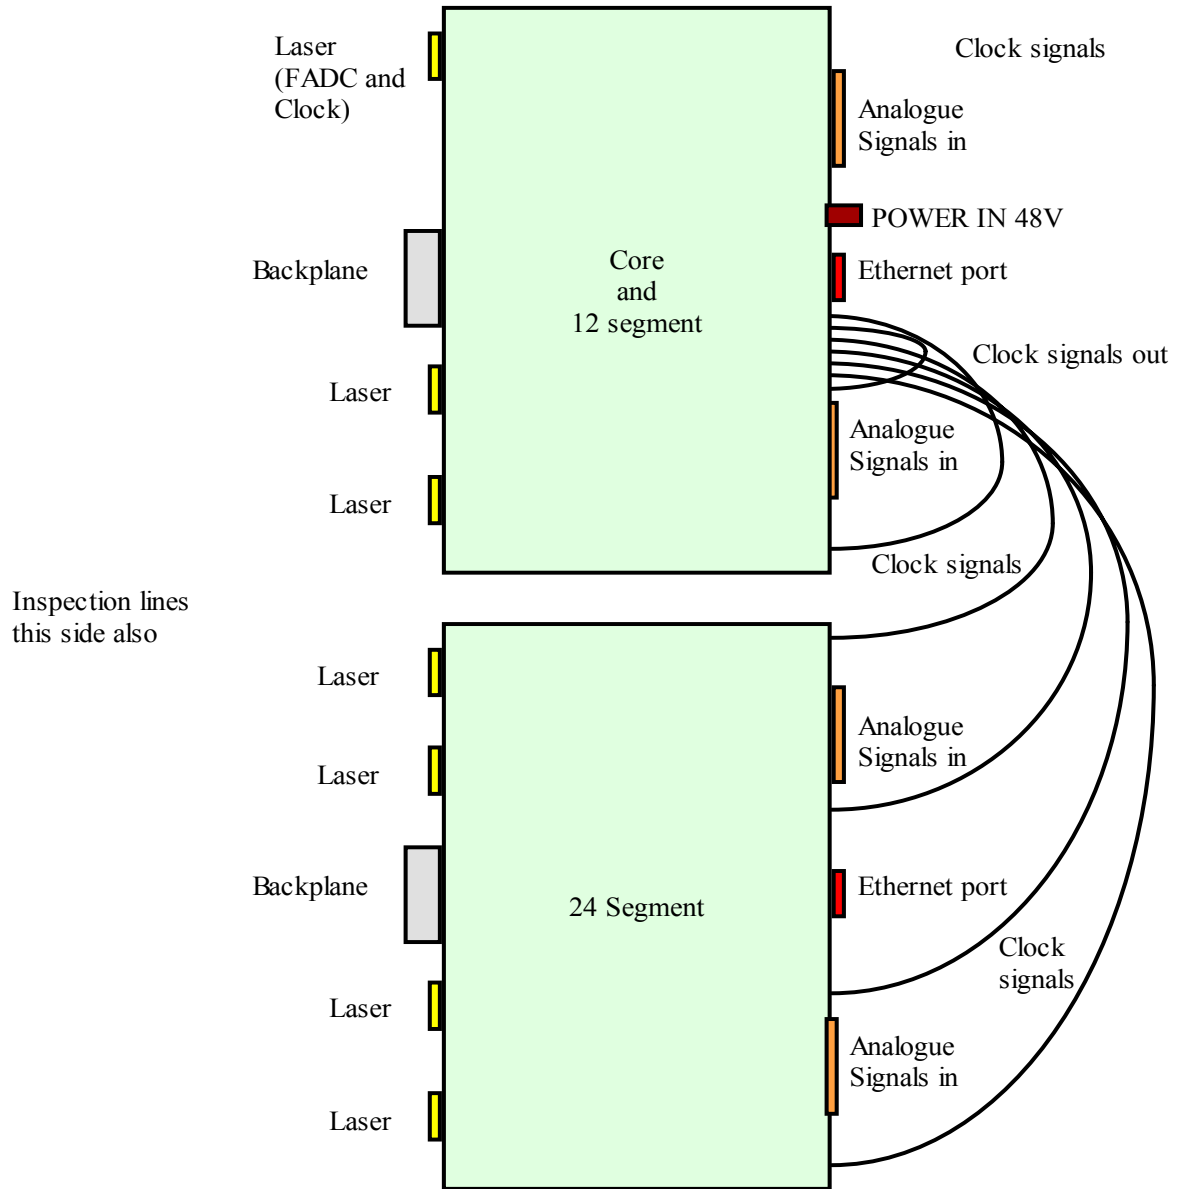 Laser
(FADC and
Clock)
Clock signals
Analogue
Signals in
POWER IN 48V
Backplane
Core
and
12 segment
Ethernet port
Clock signals out
Laser
Analogue
Signals in
Laser
Clock signals
Inspection lines
this side also
Laser
Analogue
Signals in
Laser
Backplane
24 Segment
Ethernet port
Clock
signals
Laser
Analogue
Signals in
Laser